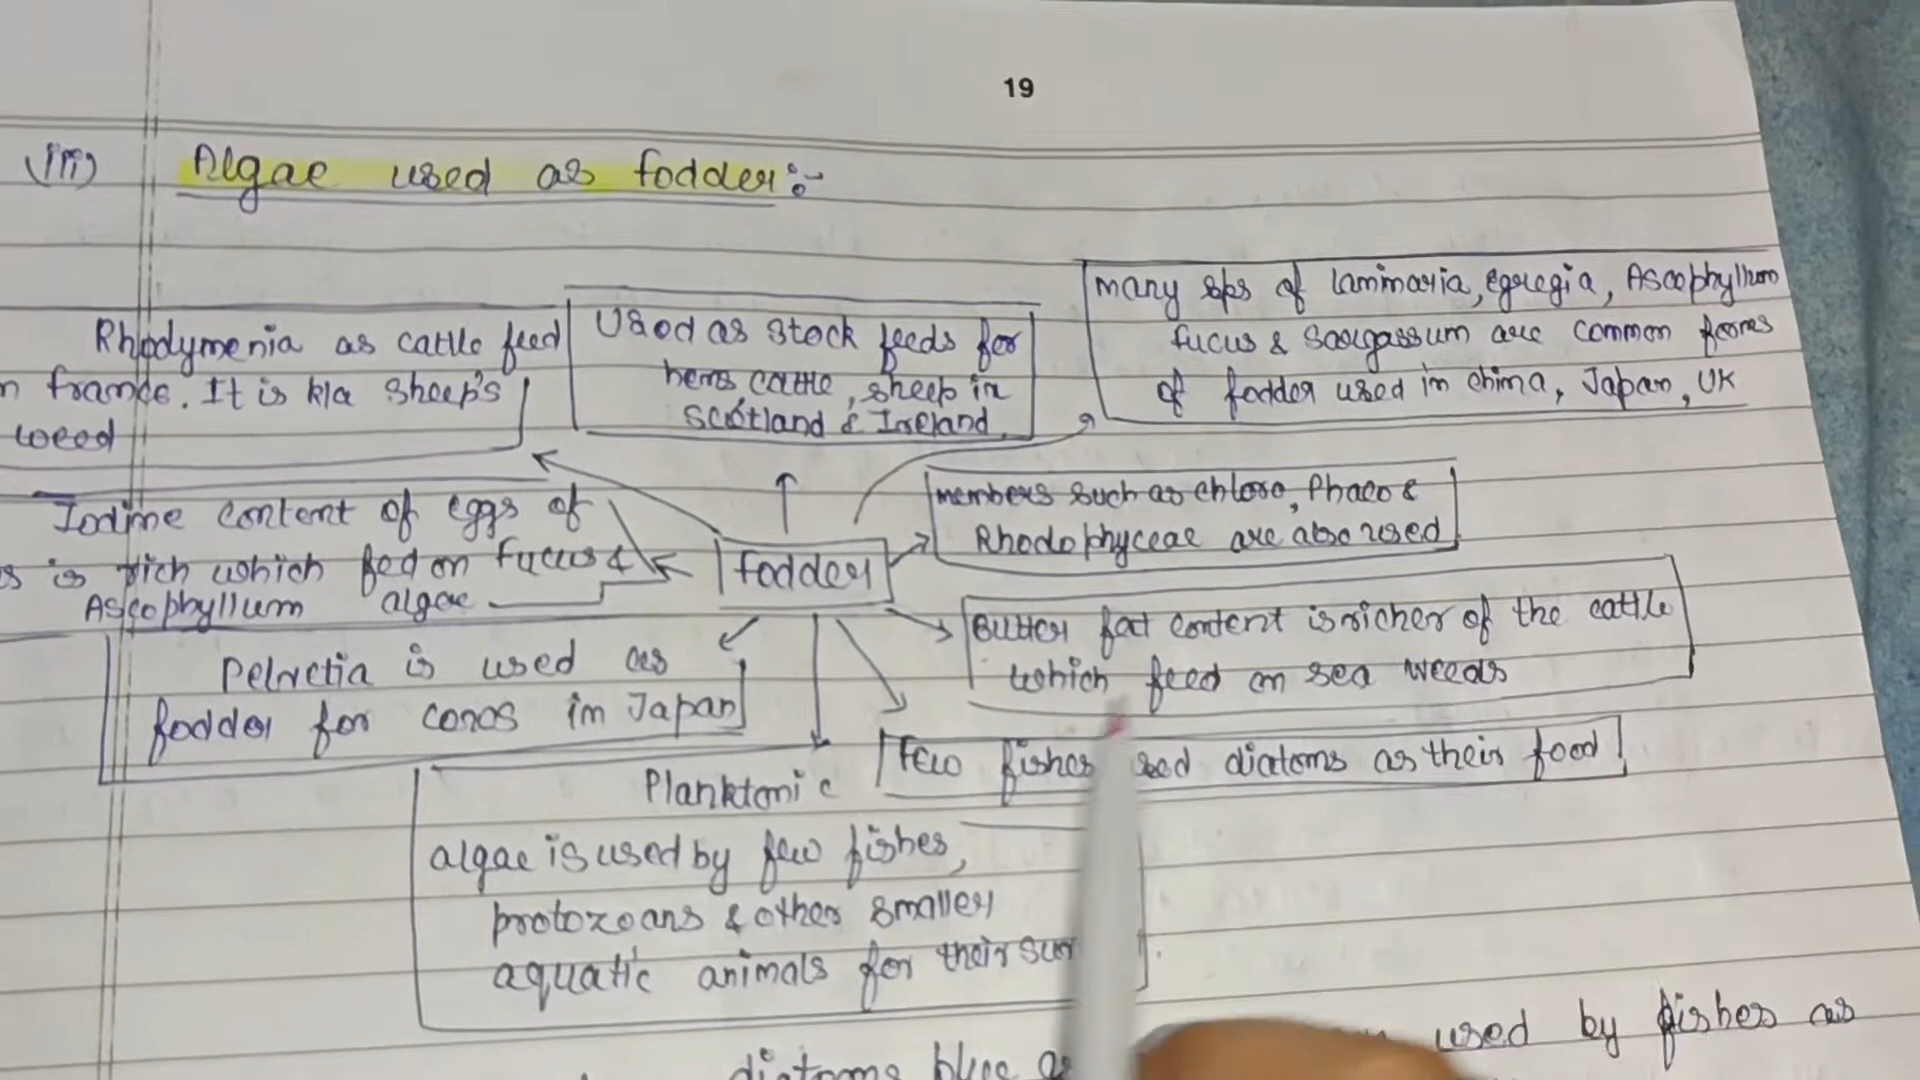 19
(iii) Algae used as fodder:-
many sps of laminaria, egregia, Ascophyllum
fucus & Sargassum are common forms
of fodder used in china, Japan, UK
Used as stock feeds for
hens cattle, sheep in
Scotland & Ireland
Rhodymenia as cattle feed
n france. It is k/a Sheep's
weed
members such as chloro, Phaeo &
Rhodophyceae are also used
Iodine content of eggs of
s is rich which fed on fucus &
Ascophyllum algae
fodder
Butter fat content is richer of the cattle
which feed on sea weeds
Pelvetia is used as
fodder for cows in Japan
Few fishes used diatoms as their food
Planktonic
algae is used by few fishes,
protozoans & other smaller
aquatic animals for their sur
used by fishes as
diatoms blue